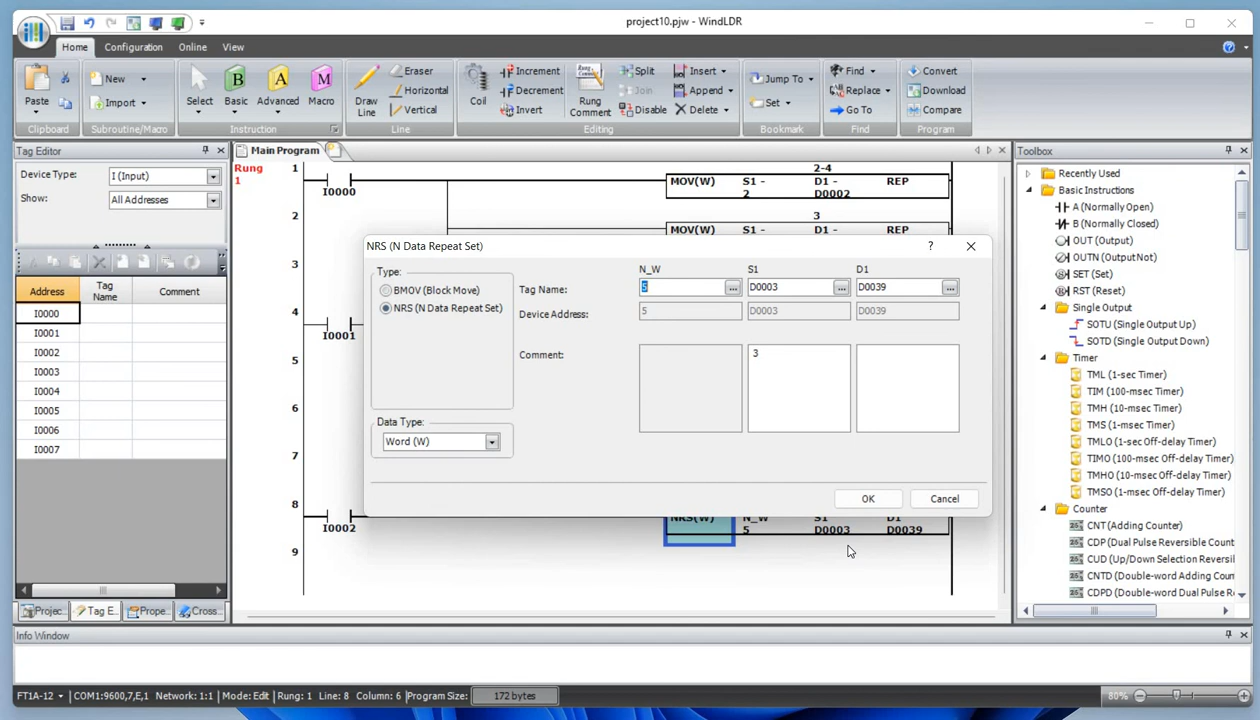 project10.pjw - WindLDR
Home Configuration Online View
Paste
Clipboard
New
Import
Subroutine/Macro
Select Basic Advanced Macro
B A M
Instruction
Draw Line
Eraser
Horizontal
Vertical
Line
Coil
Increment
Decrement
Invert
Rung Comment
Split
Join
Disable
Insert
Append
Delete
Editing
Jump To
Set
Bookmark
Find
Replace
Go To
Find
Convert
Download
Compare
Program
Tag Editor
Device Type: I (Input)
Show: All Addresses
Address Tag Name Comment
I0000
I0001
I0002
I0003
I0004
I0005
I0006
I0007
Projec Tag E... Prope... Cross...
Main Program
Rung 1
1
2
3
4
5
6
7
8
9
I0000
I0001
I0002
2-4
MOV(W) S1 - D1 - REP
2 D0002
3
MOV(W) S1 - D1 - REP
NRS(W) N_W S1 D1
5 D0003 D0039
NRS (N Data Repeat Set)
?
Type:
BMOV (Block Move)
NRS (N Data Repeat Set)
Data Type:
Word (W)
N_W S1 D1
Tag Name: 5 ... D0003 ... D0039 ...
Device Address: 5 D0003 D0039
Comment: 3
OK Cancel
Toolbox
Recently Used
Basic Instructions
A (Normally Open)
B (Normally Closed)
OUT (Output)
OUTN (OutputNot)
SET (Set)
RST (Reset)
Single Output
SOTU (Single Output Up)
SOTD (Single Output Down)
Timer
TML (1-sec Timer)
TIM (100-msec Timer)
TMH (10-msec Timer)
TMS (1-msec Timer)
TMLO (1-sec Off-delay Timer)
TIMO (100-msec Off-delay Timer)
TMHO (10-msec Off-delay Timer)
TMSO (1-msec Off-delay Timer)
Counter
CNT (Adding Counter)
CDP (Dual Pulse Reversible Count
CUD (Up/Down Selection Reversil
CNTD (Double-word Adding Coun
CDPD (Double-word Dual Pulse R
Info Window
FT1A-12 COM1:9600,7,E,1 Network: 1:1 Mode: Edit Rung: 1 Line: 8 Column: 6 Program Size: 172 bytes 80%